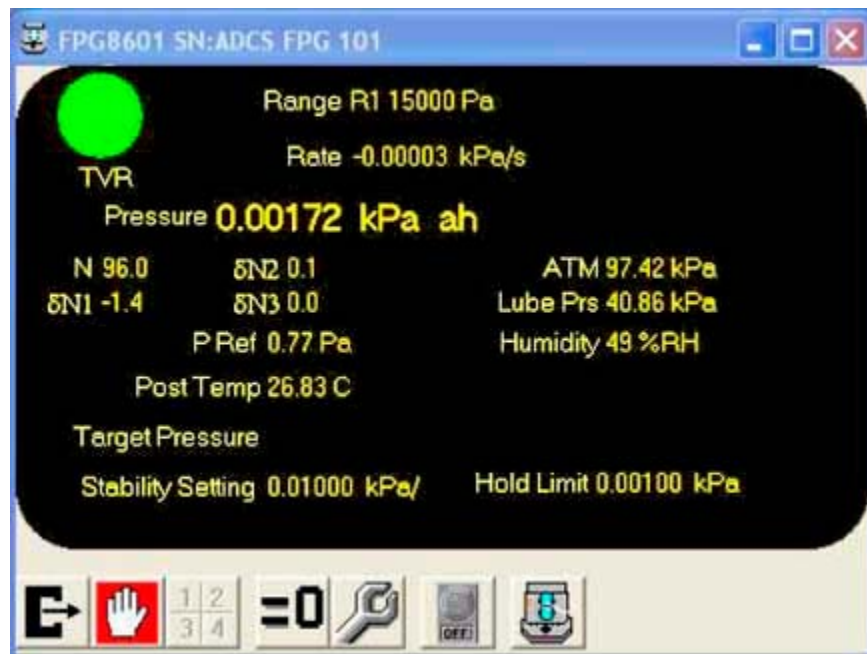 FPG8601 SN:ADCS FPG 101
Range R1 15000 Pa
TVR
Rate -0.00003 kPa/s
Pressure 0.00172 kPa ah
N 96.0 δN2 0.1 ATM 97.42 kPa
δN1 -1.4 δN3 0.0 Lube Prs 40.86 kPa
P Ref 0.77 Pa Humidity 49 %RH
Post Temp 26.83 C
Target Pressure
Stability Setting 0.01000 kPa/ Hold Limit 0.00100 kPa
1 2
3 4
=0
OFF